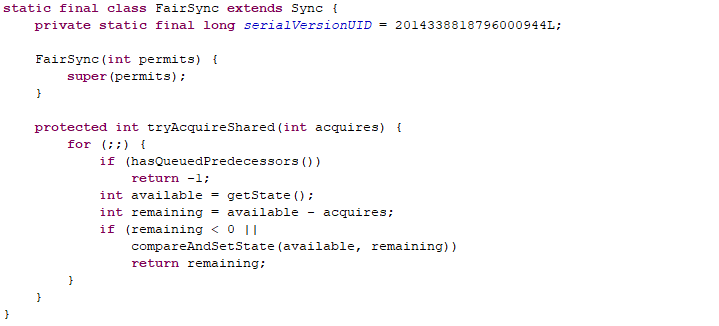 static final class FairSync extends Sync {
    private static final long serialVersionUID = 2014338818796000944L;

    FairSync(int permits) {
        super(permits);
    }

    protected int tryAcquireShared(int acquires) {
        for (;;) {
            if (hasQueuedPredecessors())
                return -1;
            int available = getState();
            int remaining = available - acquires;
            if (remaining < 0 ||
                compareAndSetState(available, remaining))
                return remaining;
        }
    }
}